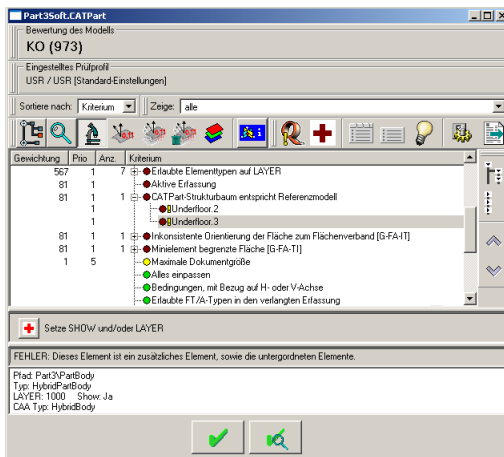 Part3Soft.CATPart
Bewertung des Modells
KO (973)
Eingestelltes Prüfprofil
USR / USR [Standard-Einstellungen]
Sortiere nach: Kriterium Zeige: alle
Gewichtung Prio Anz. Kriterium
567 1 7 Erlaubte Elementtypen auf LAYER
81 1 Aktive Erfassung
81 1 1 CATPart-Strukturbaum entspricht Referenzmodell
1 Underfloor.2
1 Underfloor.3
81 1 1 Inkonsistente Orientierung der Fläche zum Flächenverband [G-FA-IT]
81 1 1 Minielement begrenzte Fläche [G-FA-TI]
1 5 Maximale Dokumentgröße
Alles einpassen
Bedingungen, mit Bezug auf H- oder V-Achse
Erlaubte FT/A-Typen in den verlangten Erfassung
Setze SHOW und/oder LAYER
FEHLER: Dieses Element ist ein zusätzliches Element, sowie die untergordneten Elemente.
Pfad: Part3\PartBody
Typ: HybridPartBody
LAYER: 1000 Show: Ja
CAA Typ: HybridBody